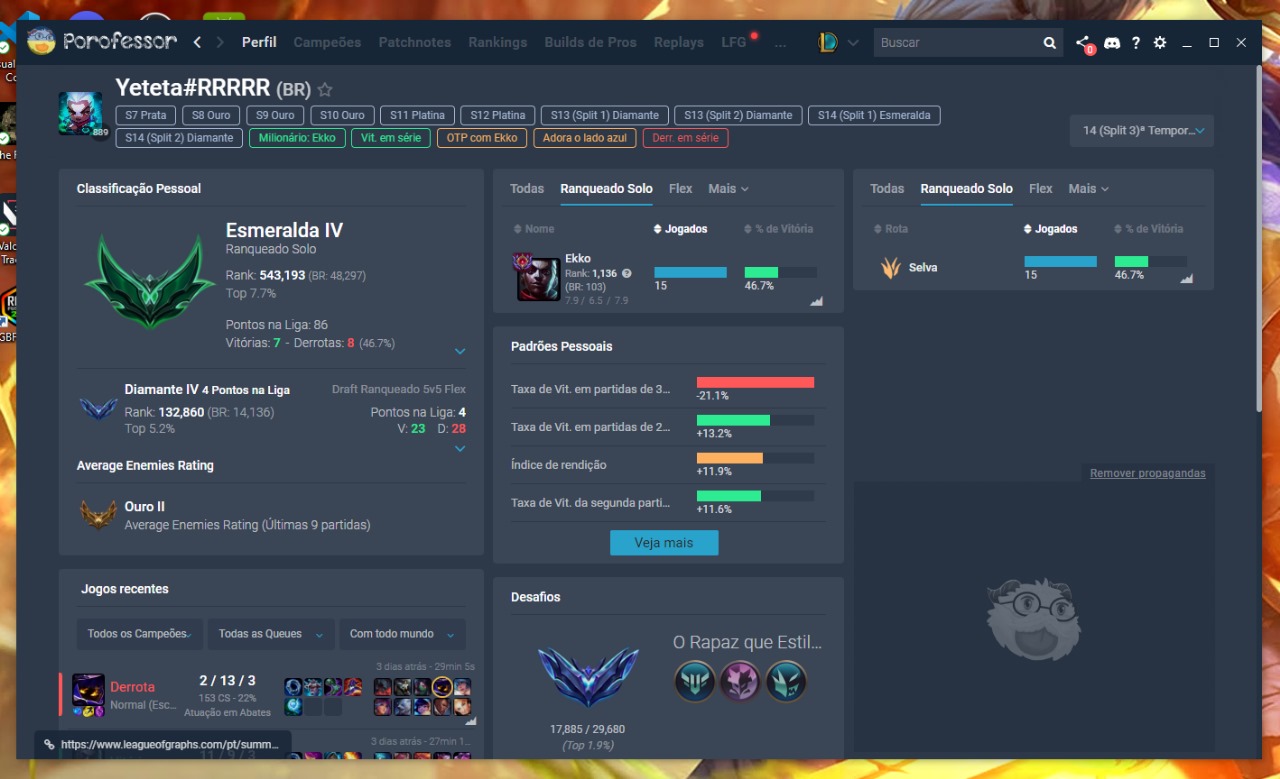 Porofessor
Perfil
Campeões
Patchnotes
Rankings
Builds de Pros
Replays
LFG
...
Buscar
0
?
Yeteta#RRRRR (BR)
889
S7 Prata
S8 Ouro
S9 Ouro
S10 Ouro
S11 Platina
S12 Platina
S13 (Split 1) Diamante
S13 (Split 2) Diamante
S14 (Split 1) Esmeralda
S14 (Split 2) Diamante
Milionário: Ekko
Vit. em série
OTP com Ekko
Adora o lado azul
Derr. em série
14 (Split 3)ª Tempor...
Classificação Pessoal
Esmeralda IV
Ranqueado Solo
Rank: 543,193 (BR: 48,297)
Top 7.7%
Pontos na Liga: 86
Vitórias: 7 - Derrotas: 8 (46.7%)
Diamante IV 4 Pontos na Liga
Draft Ranqueado 5v5 Flex
Rank: 132,860 (BR: 14,136)
Pontos na Liga: 4
Top 5.2%
V: 23 D: 28
Average Enemies Rating
Ouro II
Average Enemies Rating (Últimas 9 partidas)
Jogos recentes
Todos os Campeões
Todas as Queues
Com todo mundo
3 dias atrás - 29min 5s
Derrota
Normal (Esc...
2 / 13 / 3
153 CS - 22%
Atuação em Abates
3 dias atrás - 27min 1...
11 / 9 / 3
https://www.leagueofgraphs.com/pt/summ...
Todas
Ranqueado Solo
Flex
Mais
Nome
Jogados
% de Vitória
Ekko
Rank: 1,136
(BR: 103)
7.9 / 6.5 / 7.9
15
46.7%
Padrões Pessoais
Taxa de Vit. em partidas de 3...
-21.1%
Taxa de Vit. em partidas de 2...
+13.2%
Índice de rendição
+11.9%
Taxa de Vit. da segunda parti...
+11.6%
Veja mais
Desafios
O Rapaz que Estil...
17,885 / 29,680
(Top 1.9%)
Todas
Ranqueado Solo
Flex
Mais
Rota
Jogados
% de Vitória
Selva
15
46.7%
Remover propagandas